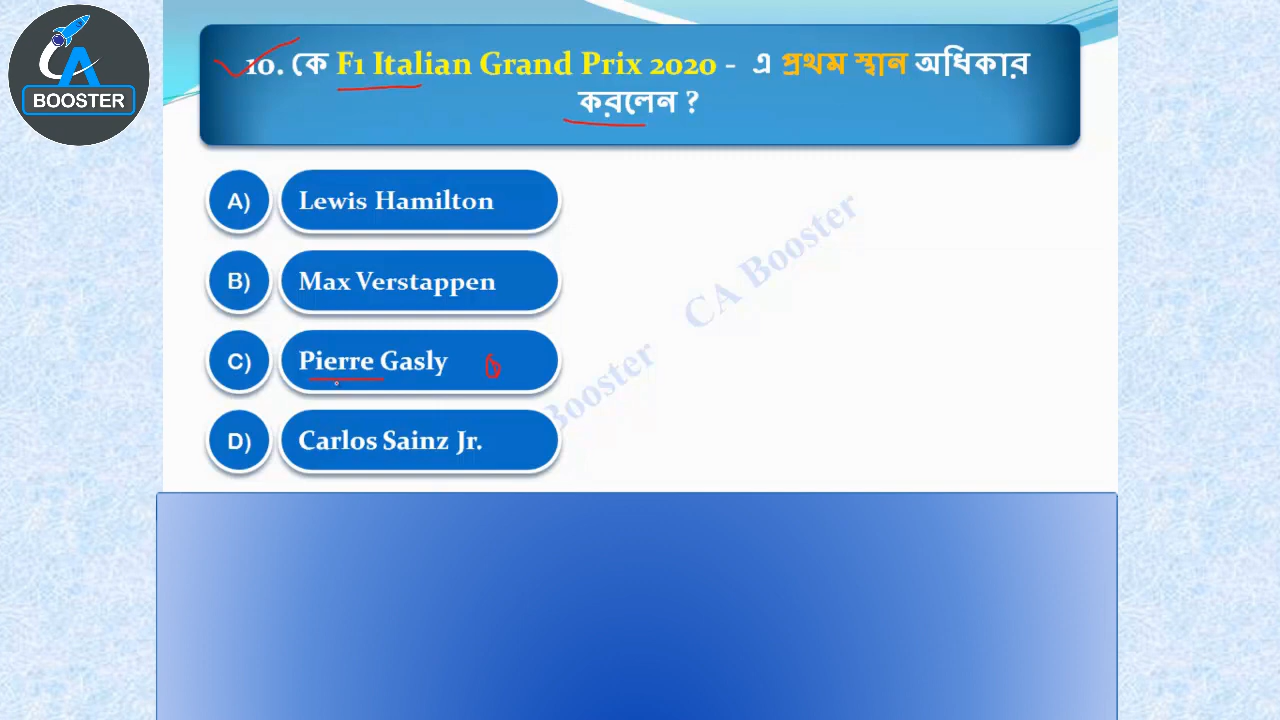 CA
BOOSTER
10. কে F1 Italian Grand Prix 2020 - এ প্রথম স্থান অধিকার
করলেন ?
A) Lewis Hamilton
B) Max Verstappen
C) Pierre Gasly
D) Carlos Sainz Jr.
CA Booster
Booster